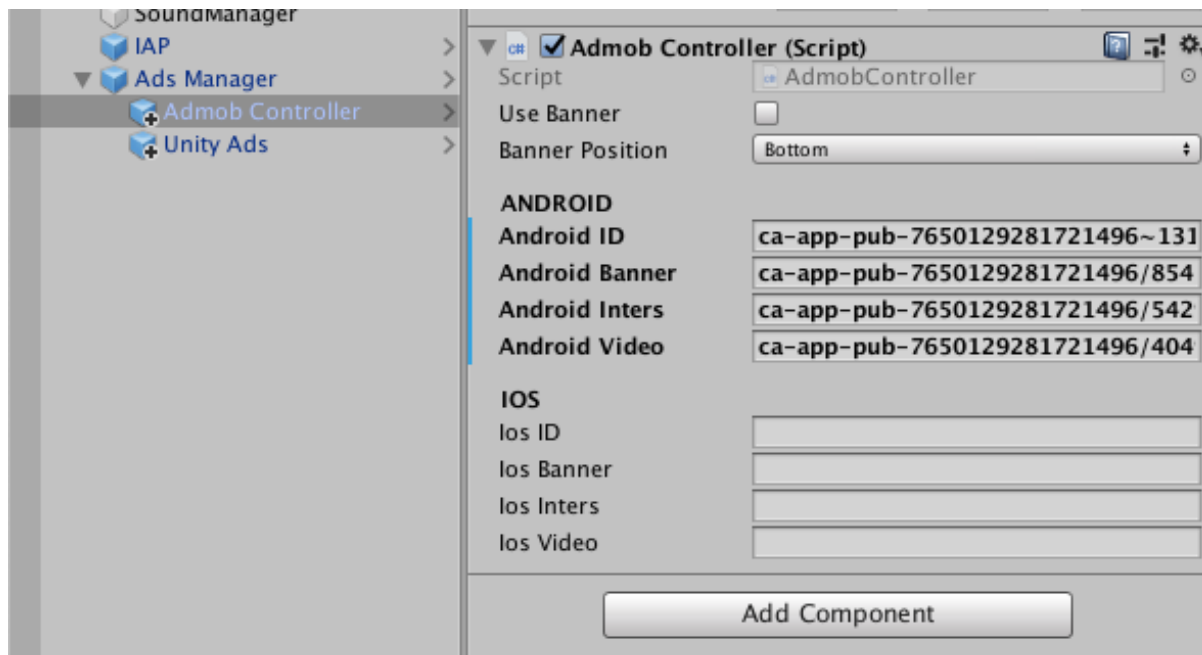 SoundManager
IAP
Ads Manager
Admob Controller
Unity Ads
c# Admob Controller (Script)
Script AdmobController
Use Banner
Banner Position Bottom
ANDROID
Android ID ca-app-pub-7650129281721496~131
Android Banner ca-app-pub-7650129281721496/854
Android Inters ca-app-pub-7650129281721496/542
Android Video ca-app-pub-7650129281721496/404
IOS
Ios ID
Ios Banner
Ios Inters
Ios Video
Add Component